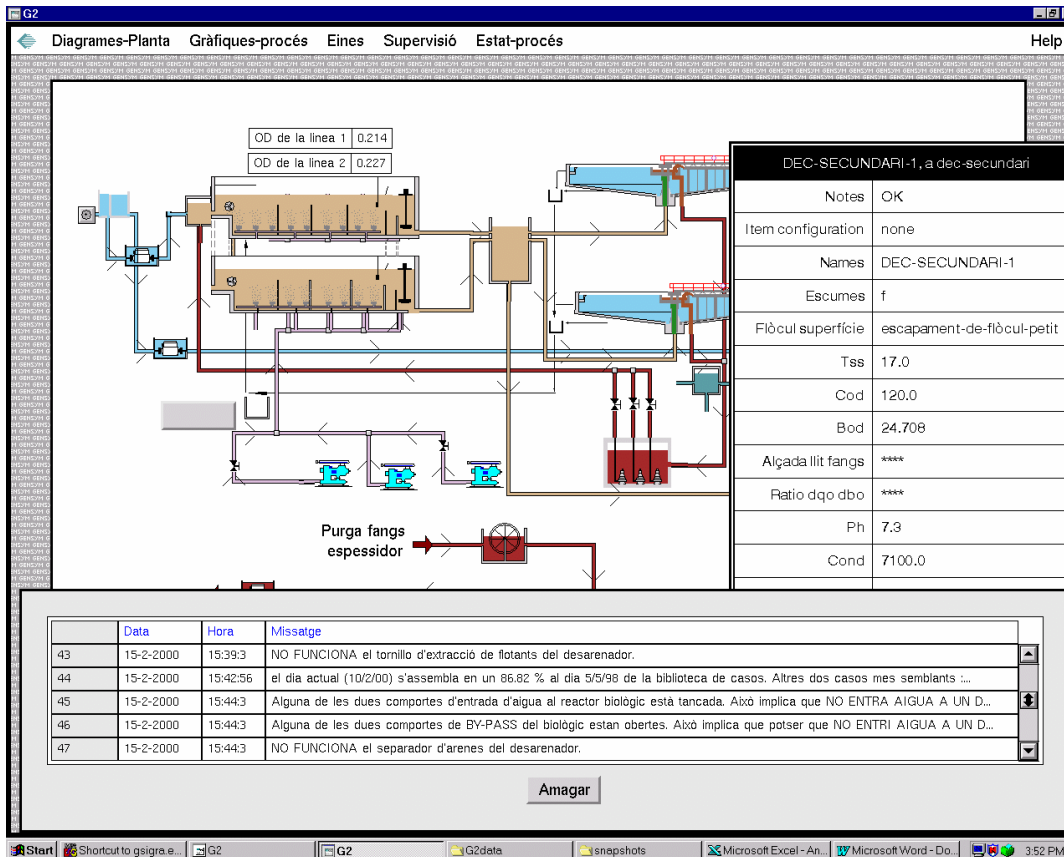 G2
Diagrames-Planta Gràfiques-procés Eines Supervisió Estat-procés Help
OD de la linea 1 0.214
OD de la linea 2 0.227
DEC-SECUNDARI-1, a dec-secundari
Notes OK
Item configuration none
Names DEC-SECUNDARI-1
Escumes f
Flòcul superfície escapament-de-flòcul-petit
Tss 17.0
Cod 120.0
Bod 24.708
Alçada llit fangs ****
Ratio dqo dbo ****
Ph 7.3
Cond 7100.0
Purga fangs
espessidor
Data Hora Missatge
43 15-2-2000 15:39:3 NO FUNCIONA el tornillo d'extracció de flotants del desarenador.
44 15-2-2000 15:42:56 el dia actual (10/2/00) s'assembla en un 86.82 % al dia 5/5/98 de la biblioteca de casos. Altres dos casos mes semblants :...
45 15-2-2000 15:44:3 Alguna de les dues comportes d'entrada d'aigua al reactor biològic està tancada. Això implica que NO ENTRA AIGUA A UN D...
46 15-2-2000 15:44:3 Alguna de les dues comportes de BY-PASS del biològic estan obertes. Això implica que potser que NO ENTRI AIGUA A UN D...
47 15-2-2000 15:44:3 NO FUNCIONA el separador d'arenes del desarenador.
Amagar
Start Shortcut to gsigra.e... G2 G2 G2data snapshots Microsoft Excel - An... Microsoft Word - Do... 3:52 PM